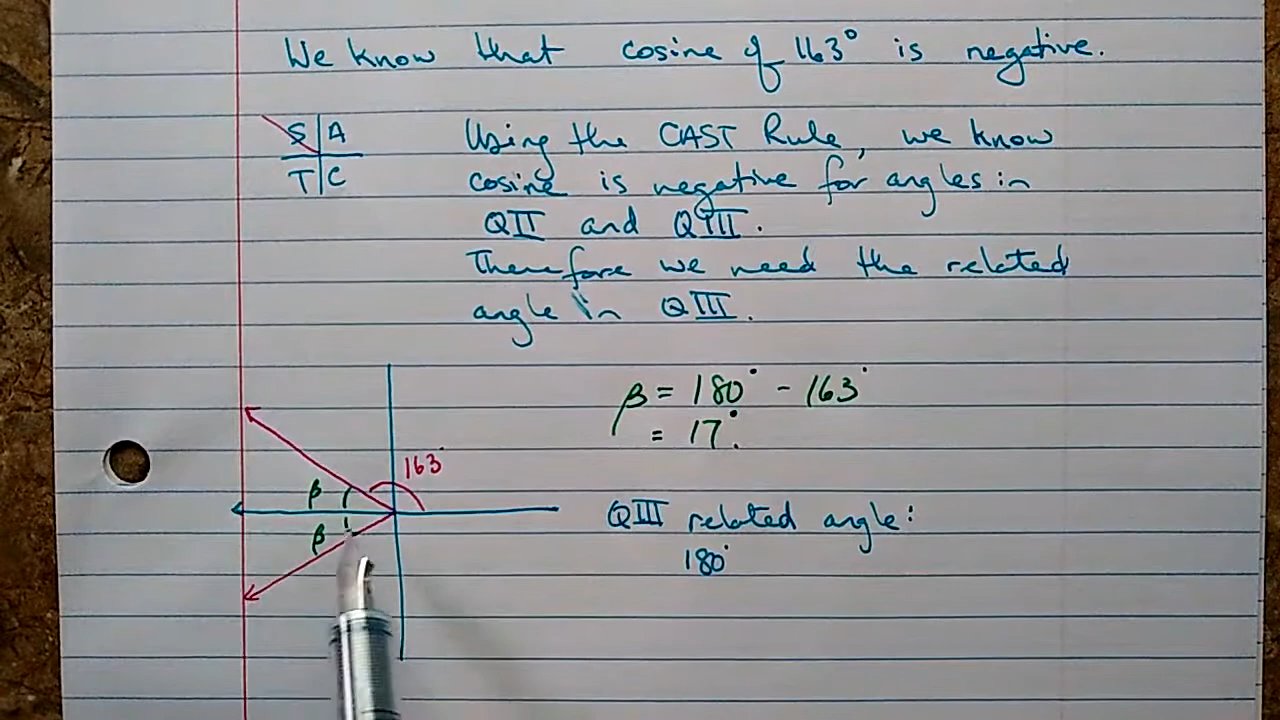 We know that cosine of 163° is negative.
S A
T C
Using the CAST Rule, we know
cosine is negative for angles in
QII and QIII.
Therefore we need the related
angle in QIII.
β = 180° - 163°
= 17°.
163°
β
β
QIII related angle:
180°